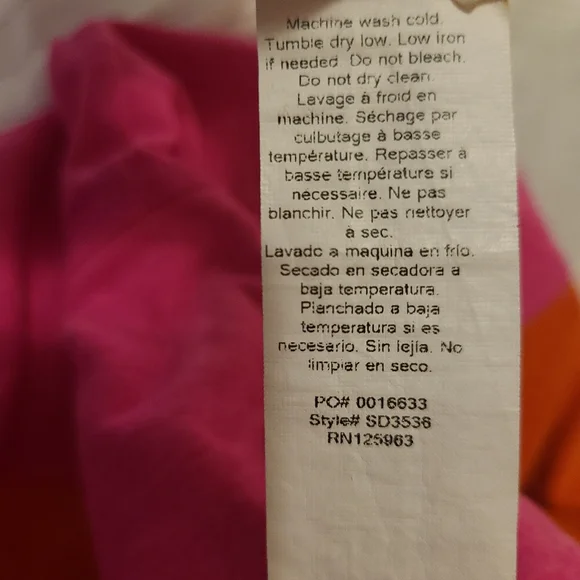 Machine wash cold.
Tumble dry low. Low iron
if needed. Do not bleach.
Do not dry clean.
Lavage à froid en
machine. Séchage par
culbutage à basse
température. Repasser à
basse température si
nécessaire. Ne pas
blanchir. Ne pas nettoyer
à sec.
Lavado a maquina en frío.
Secado en secadora a
baja temperatura.
Planchado a baja
temperatura si es
necesario. Sin lejía. No
limpiar en seco.
PO# 0016633
Style# SD3536
RN125963